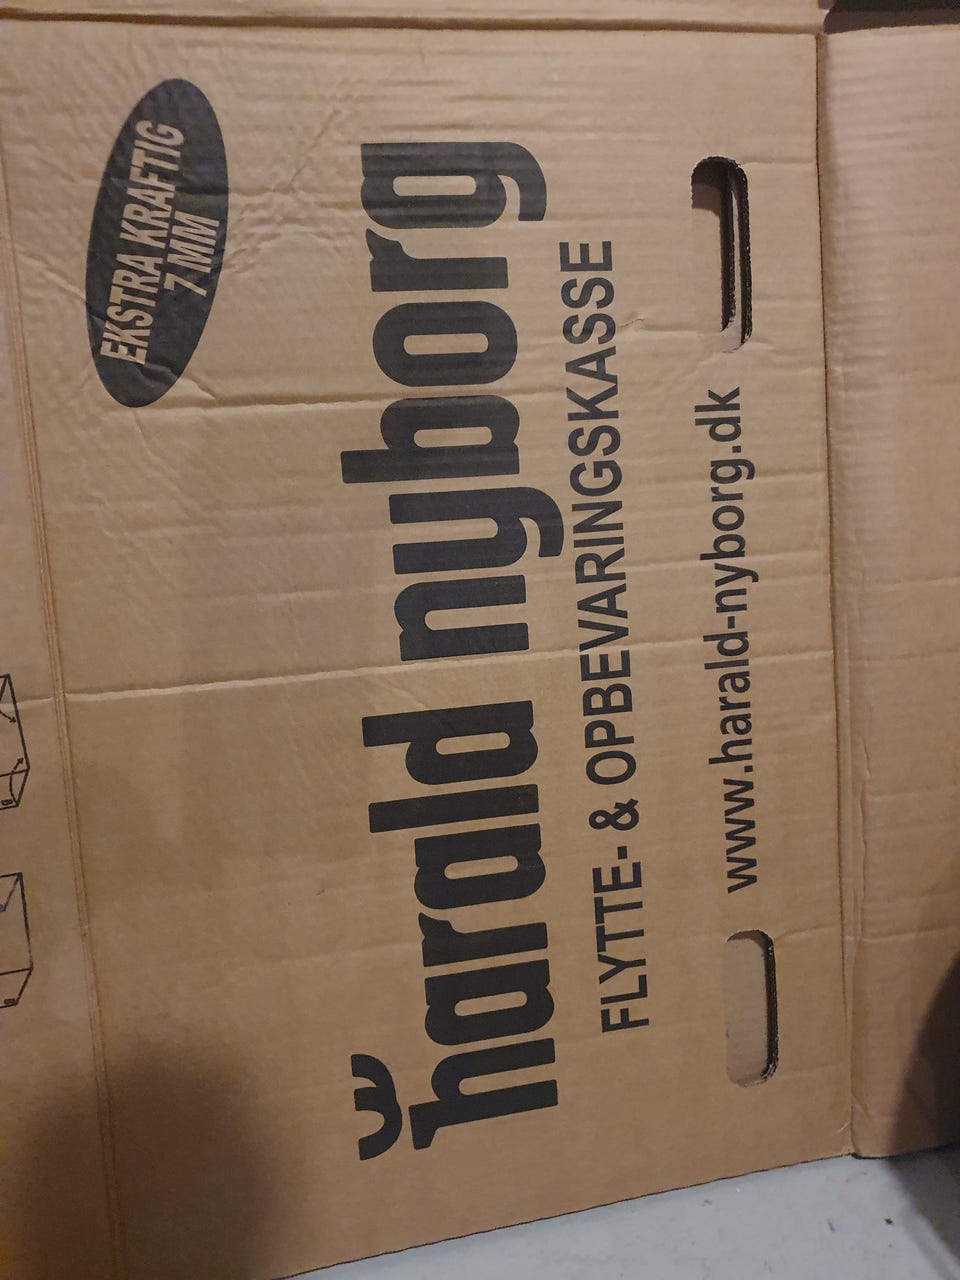 EKSTRA KRAFTIG
7 MM
harald nyborg
FLYTTE- & OPBEVARINGSKASSE
www.harald-nyborg.dk